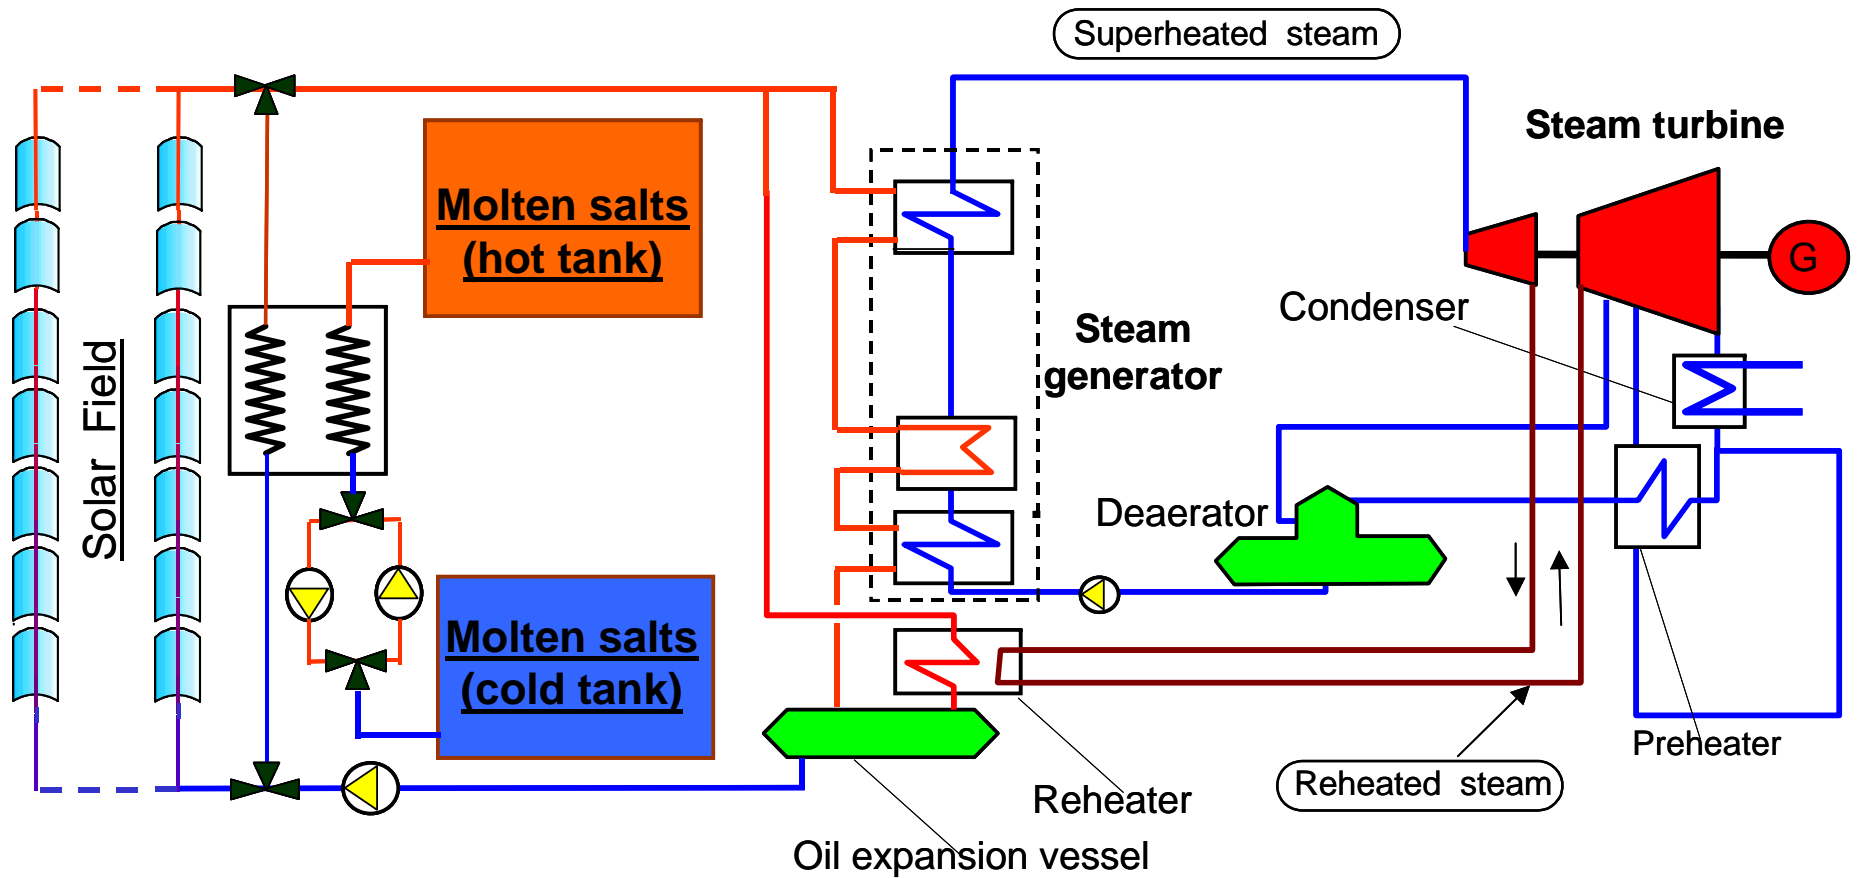 Superheated steam
Steam turbine
Molten salts
(hot tank)
G
Condenser
Steam
generator
Solar Field
Deaerator
Molten salts
(cold tank)
Preheater
Reheated steam
Reheater
Oil expansion vessel